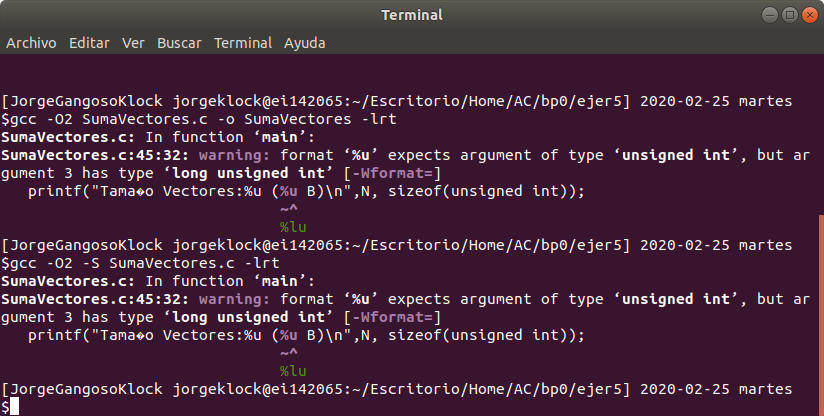 Terminal
Archivo Editar Ver Buscar Terminal Ayuda
[JorgeGangosoKlock jorgeklock@ei142065:~/Escritorio/Home/AC/bp0/ejer5] 2020-02-25 martes
$gcc -O2 SumaVectores.c -o SumaVectores -lrt
SumaVectores.c: In function ‘main’:
SumaVectores.c:45:32: warning: format ‘%u’ expects argument of type ‘unsigned int’, but ar
gument 3 has type ‘long unsigned int’ [-Wformat=]
   printf("Tama�o Vectores:%u (%u B)\n",N, sizeof(unsigned int));
                               ~^
                               %lu
[JorgeGangosoKlock jorgeklock@ei142065:~/Escritorio/Home/AC/bp0/ejer5] 2020-02-25 martes
$gcc -O2 -S SumaVectores.c -lrt
SumaVectores.c: In function ‘main’:
SumaVectores.c:45:32: warning: format ‘%u’ expects argument of type ‘unsigned int’, but ar
gument 3 has type ‘long unsigned int’ [-Wformat=]
   printf("Tama�o Vectores:%u (%u B)\n",N, sizeof(unsigned int));
                               ~^
                               %lu
[JorgeGangosoKlock jorgeklock@ei142065:~/Escritorio/Home/AC/bp0/ejer5] 2020-02-25 martes
$